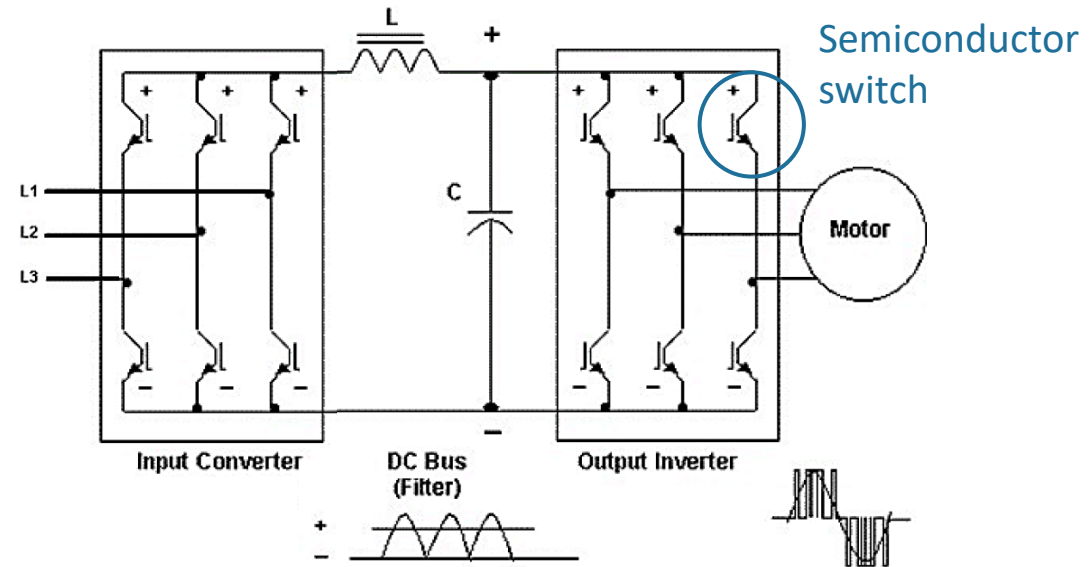 L
+
Semiconductor
switch
+ + +
+ + +
L1
C
L2
Motor
L3
− − −
− − −
−
Input Converter
DC Bus
(Filter)
Output Inverter
+
−